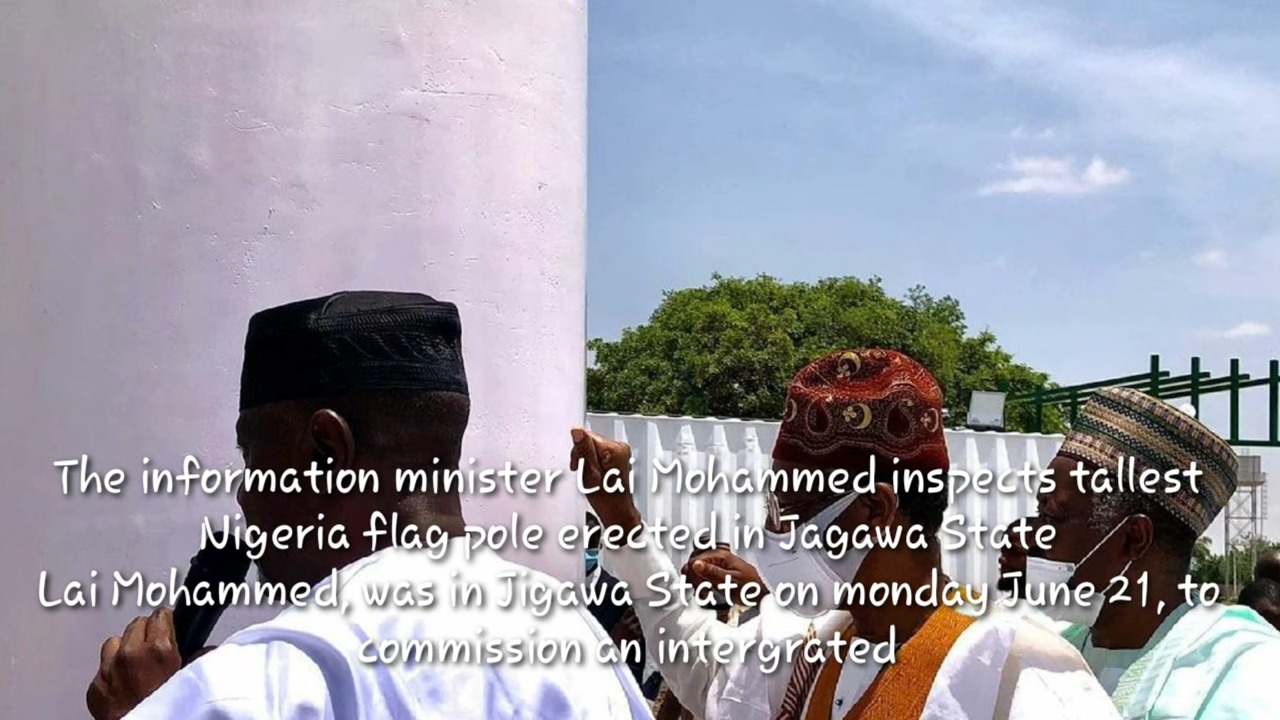 The information minister Lai Mohammed inspects tallest
Nigeria flag pole erected in Jagawa State
Lai Mohammed, was in Jigawa State on monday June 21, to
commission an intergrated